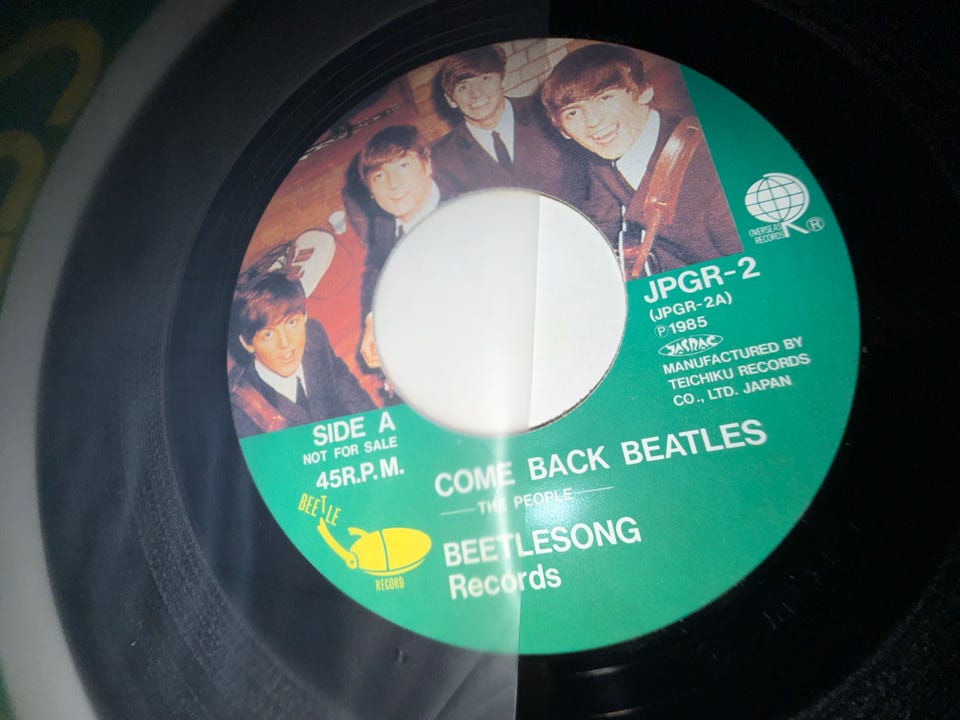 OVERSEAS
RECORDS
R
®
JPGR-2
(JPGR-2A)
Ⓟ1985
JASRAC
MANUFACTURED BY
TEICHIKU RECORDS
CO., LTD. JAPAN
SIDE A
NOT FOR SALE
45R.P.M.
COME BACK BEATLES
THE PEOPLE
BEETLE
RECORD
BEETLESONG
Records